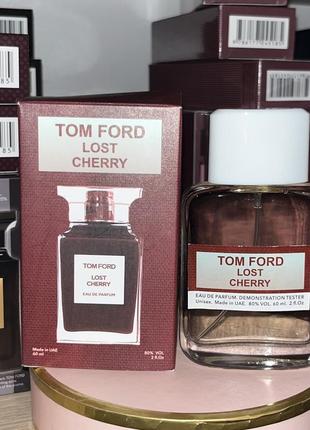 TOM FORD
LOST
CHERRY
TOM FORD
LOST
CHERRY
EAU DE PARFUM
Made in UAE
60 ml
80% VOL
2 fl.Oz
TOM FORD
LOST
CHERRY
EAU DE PARFUM. DEMONSTRATION TESTER
Unisex. Made in UAE. 80% VOL. 60 ml. 2 fl.Oz.